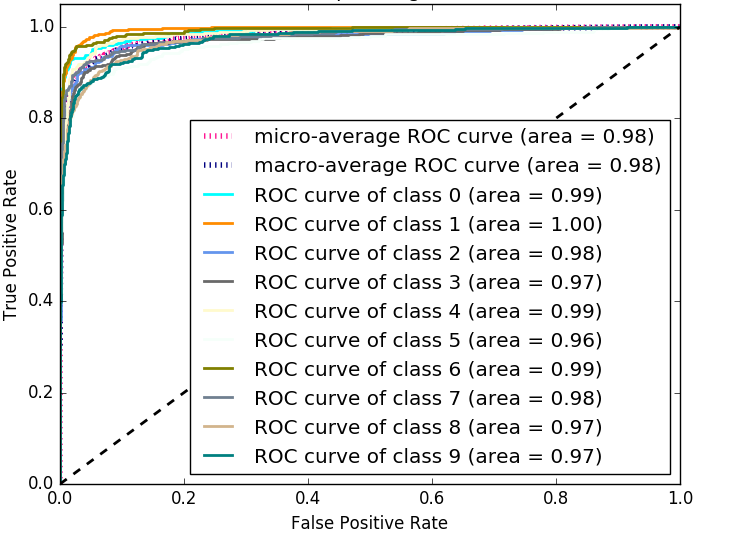 1.0
0.8
0.6
0.4
0.2
0.0
True Positive Rate
micro-average ROC curve (area = 0.98)
macro-average ROC curve (area = 0.98)
ROC curve of class 0 (area = 0.99)
ROC curve of class 1 (area = 1.00)
ROC curve of class 2 (area = 0.98)
ROC curve of class 3 (area = 0.97)
ROC curve of class 4 (area = 0.99)
ROC curve of class 5 (area = 0.96)
ROC curve of class 6 (area = 0.99)
ROC curve of class 7 (area = 0.98)
ROC curve of class 8 (area = 0.97)
ROC curve of class 9 (area = 0.97)
0.0 0.2 0.4 0.6 0.8 1.0
False Positive Rate